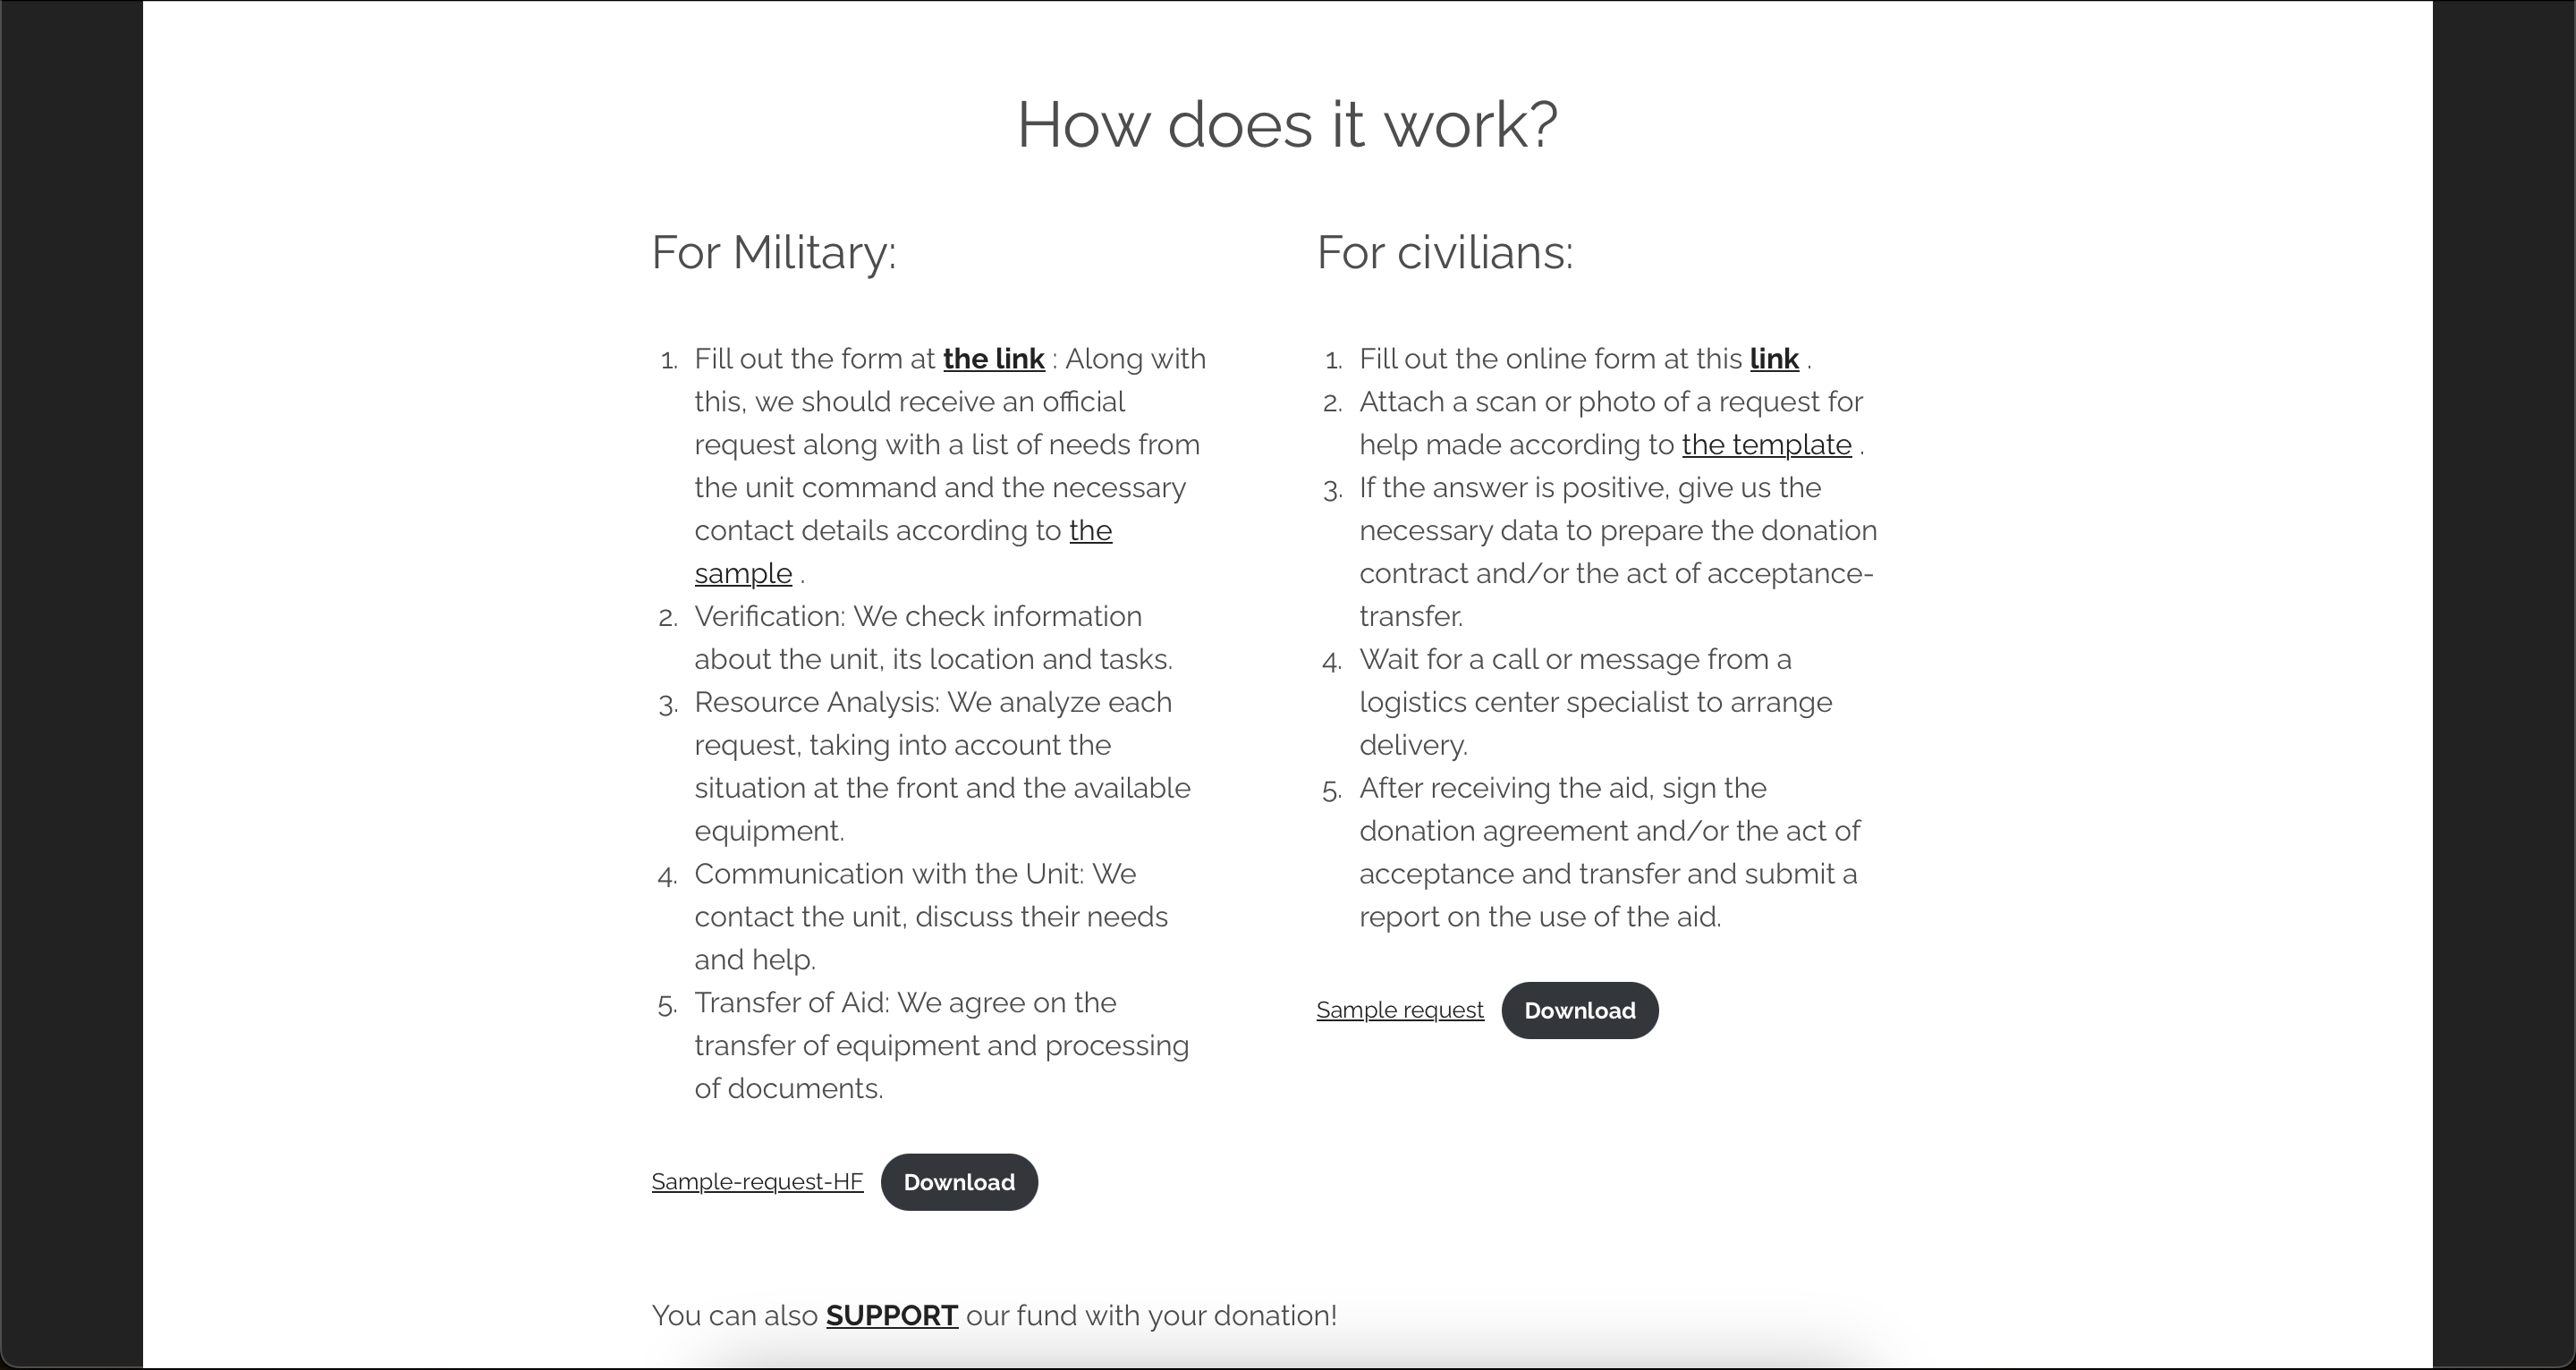 How does it work?
For Military:
1. Fill out the form at the link : Along with
this, we should receive an official
request along with a list of needs from
the unit command and the necessary
contact details according to the
sample .
2. Verification: We check information
about the unit, its location and tasks.
3. Resource Analysis: We analyze each
request, taking into account the
situation at the front and the available
equipment.
4. Communication with the Unit: We
contact the unit, discuss their needs
and help.
5. Transfer of Aid: We agree on the
transfer of equipment and processing
of documents.
Sample-request-HF Download
For civilians:
1. Fill out the online form at this link .
2. Attach a scan or photo of a request for
help made according to the template .
3. If the answer is positive, give us the
necessary data to prepare the donation
contract and/or the act of acceptance-
transfer.
4. Wait for a call or message from a
logistics center specialist to arrange
delivery.
5. After receiving the aid, sign the
donation agreement and/or the act of
acceptance and transfer and submit a
report on the use of the aid.
Sample request Download
You can also SUPPORT our fund with your donation!